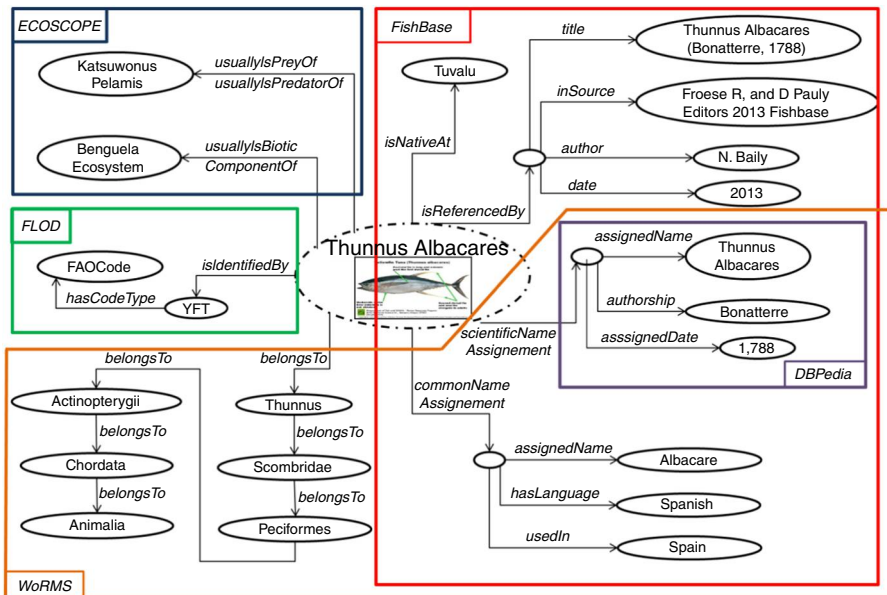 ECOSCOPE
Katsuwonus
Pelamis
usuallyIsPreyOf
usuallyIsPredatorOf
Benguela
Ecosystem
usuallyIsBiotic
ComponentOf
FishBase
Tuvalu
isNativeAt
title
Thunnus Albacares
(Bonatterre, 1788)
inSource
Froese R, and D Pauly
Editors 2013 Fishbase
author
N. Baily
date
2013
isReferencedBy
FLOD
FAOCode
hasCodeType
YFT
isIdentifiedBy
Thunnus Albacares
assignedName
Thunnus
Albacares
authorship
Bonatterre
asssignedDate
1,788
DBPedia
scientificName
Assignement
commonName
Assignement
assignedName
Albacare
hasLanguage
Spanish
usedIn
Spain
belongsTo
Actinopterygii
belongsTo
Chordata
belongsTo
Animalia
belongsTo
Thunnus
belongsTo
Scombridae
belongsTo
Peciformes
WoRMS